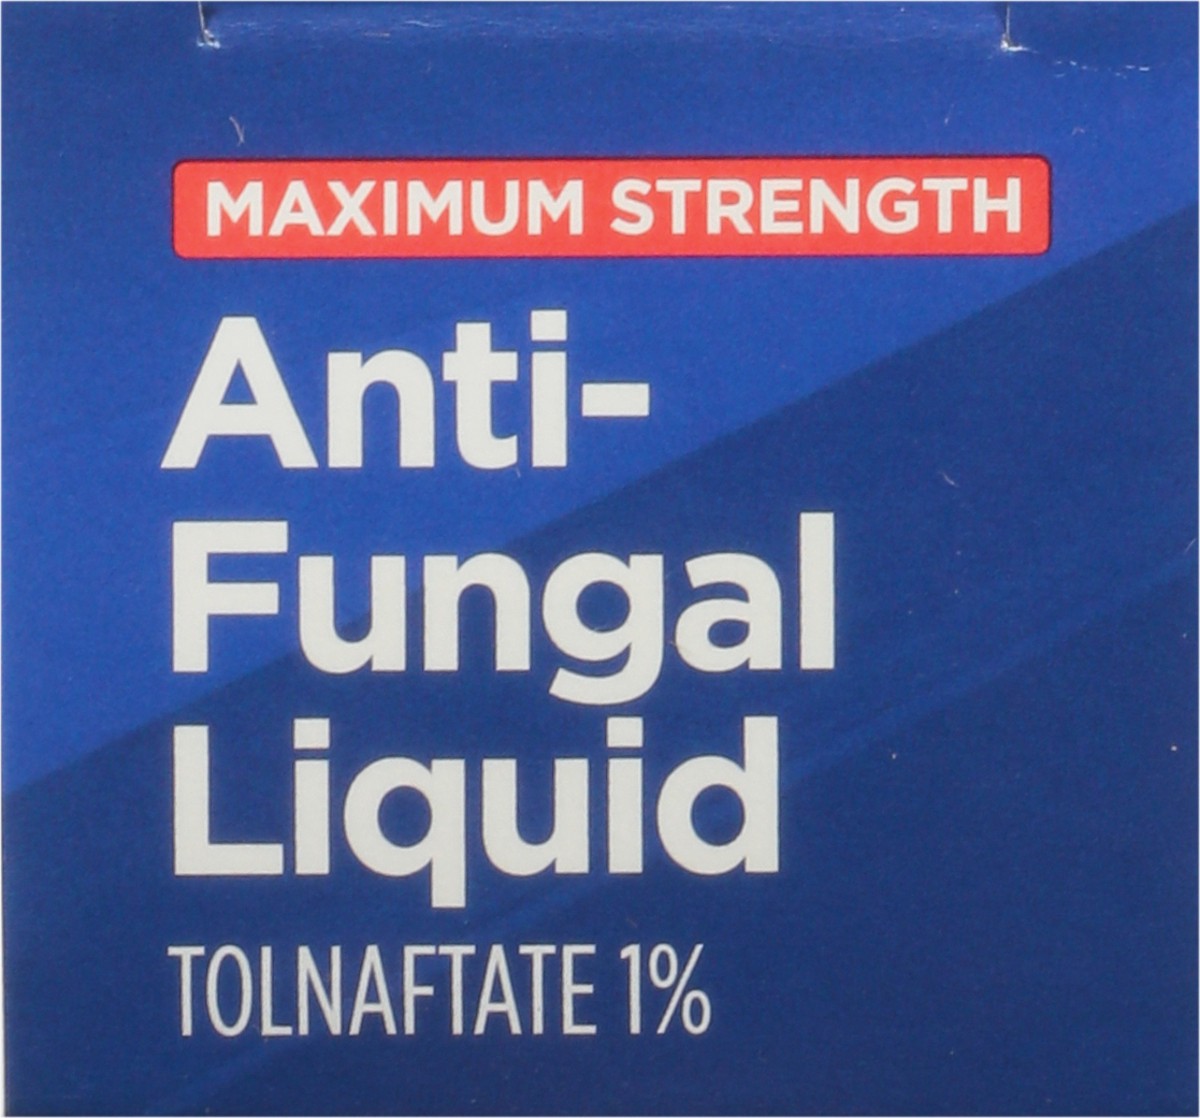 MAXIMUM STRENGTH
Anti-
Fungal
Liquid
TOLNAFTATE 1%